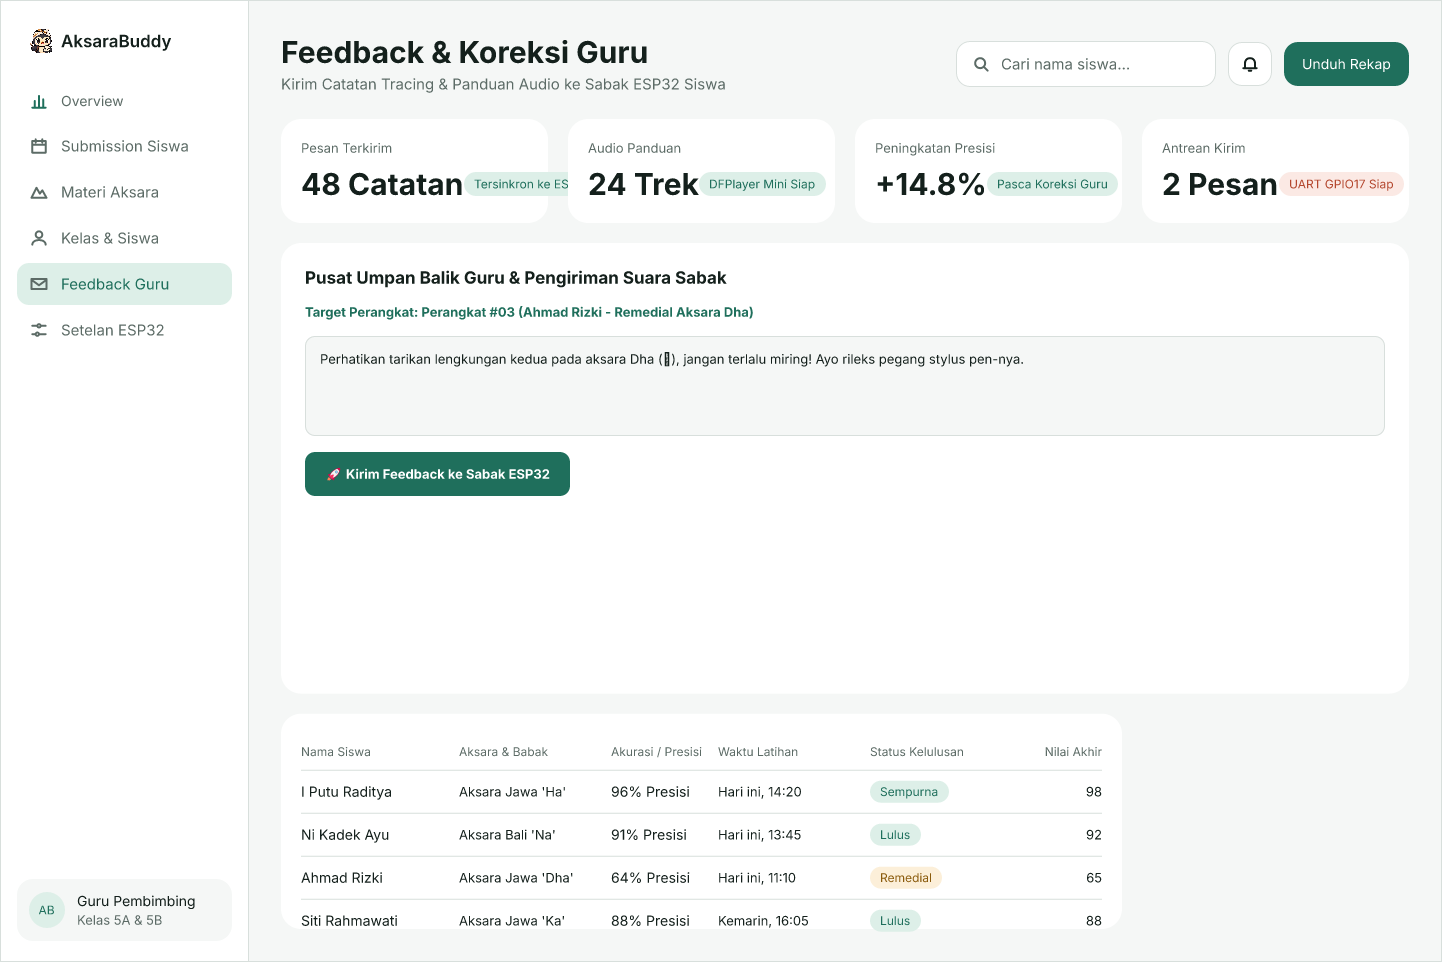 AksaraBuddy
Overview
Submission Siswa
Materi Aksara
Kelas & Siswa
Feedback Guru
Setelan ESP32
AB
Guru Pembimbing
Kelas 5A & 5B
Feedback & Koreksi Guru
Kirim Catatan Tracing & Panduan Audio ke Sabak ESP32 Siswa
Cari nama siswa...
Unduh Rekap
Pesan Terkirim
48 Catatan Tersinkron ke ES
Audio Panduan
24 Trek DFPlayer Mini Siap
Peningkatan Presisi
+14.8% Pasca Koreksi Guru
Antrean Kirim
2 Pesan UART GPIO17 Siap
Pusat Umpan Balik Guru & Pengiriman Suara Sabak
Target Perangkat: Perangkat #03 (Ahmad Rizki - Remedial Aksara Dha)
Perhatikan tarikan lengkungan kedua pada aksara Dha (), jangan terlalu miring! Ayo rileks pegang stylus pen-nya.
🚀 Kirim Feedback ke Sabak ESP32
Nama Siswa Aksara & Babak Akurasi / Presisi Waktu Latihan Status Kelulusan Nilai Akhir
I Putu Raditya Aksara Jawa 'Ha' 96% Presisi Hari ini, 14:20 Sempurna 98
Ni Kadek Ayu Aksara Bali 'Na' 91% Presisi Hari ini, 13:45 Lulus 92
Ahmad Rizki Aksara Jawa 'Dha' 64% Presisi Hari ini, 11:10 Remedial 65
Siti Rahmawati Aksara Jawa 'Ka' 88% Presisi Kemarin, 16:05 Lulus 88